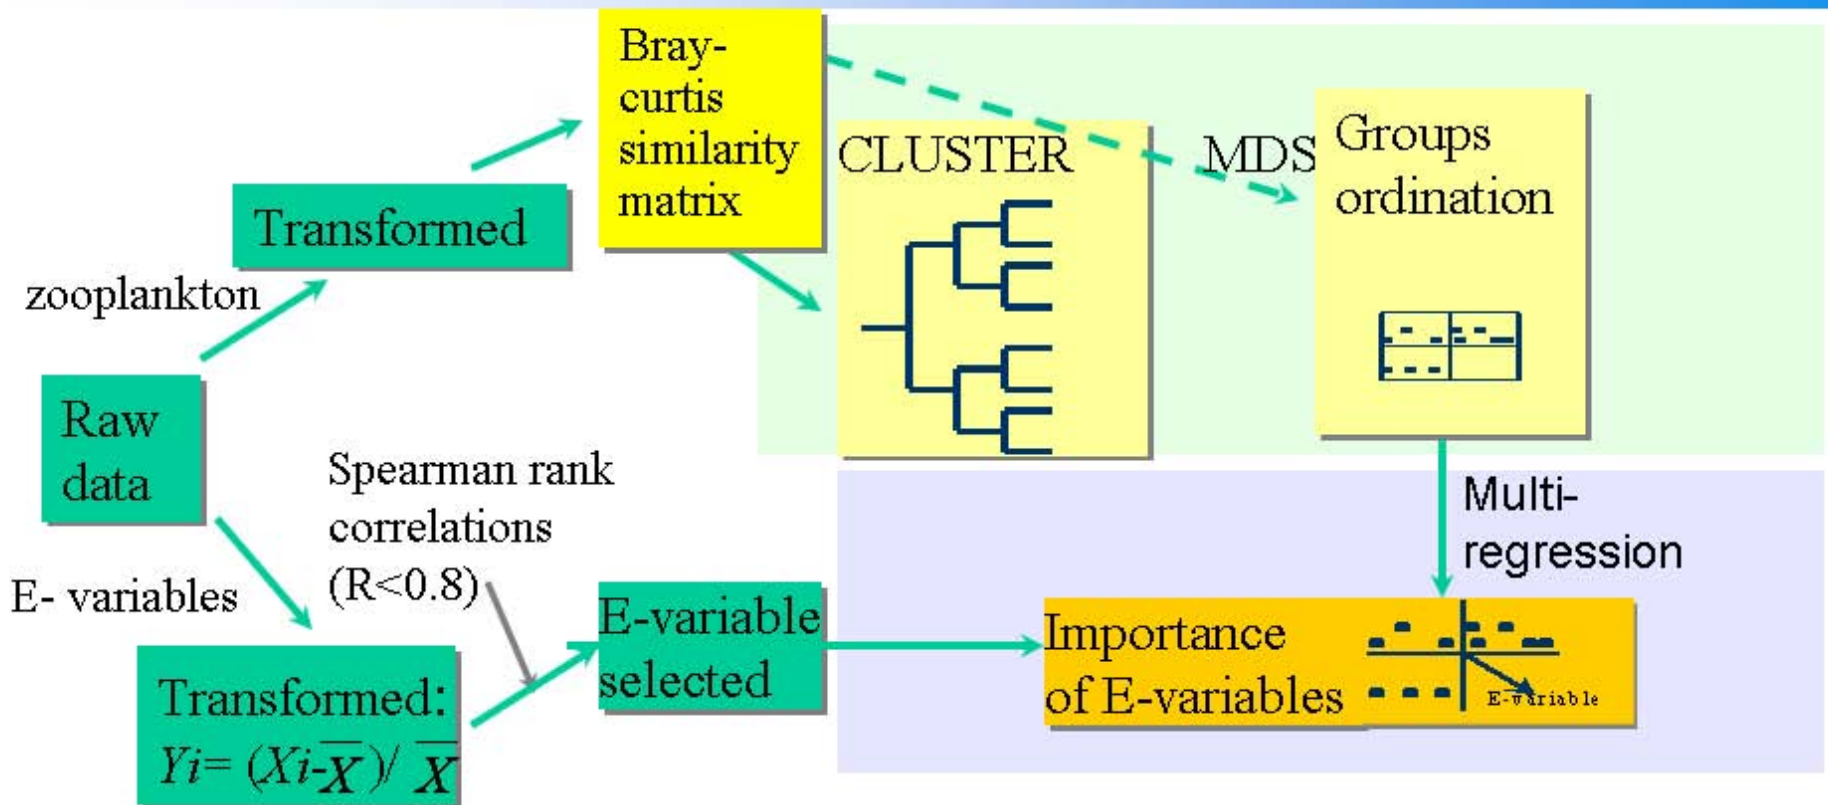 Bray-
curtis
similarity
matrix
CLUSTER
MDS
Groups
ordination
Transformed
zooplankton
Raw
data
Spearman rank
correlations
(R<0.8)
Multi-
regression
E- variables
E-variable
selected
Importance
of E-variables
E-variable
Transformed:
Yi= (Xi-X̅)/ X̅